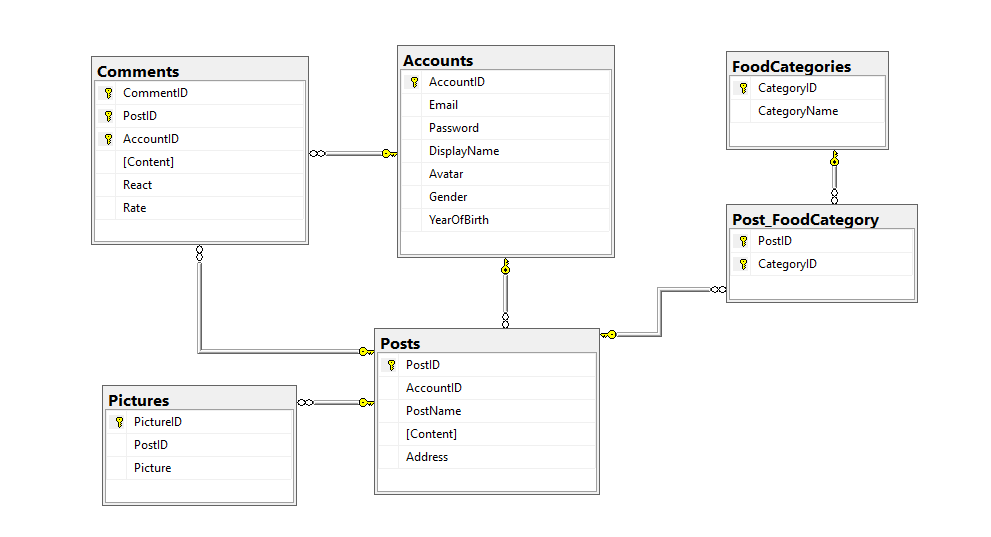 Comments
CommentID
PostID
AccountID
[Content]
React
Rate
Accounts
AccountID
Email
Password
DisplayName
Avatar
Gender
YearOfBirth
FoodCategories
CategoryID
CategoryName
Post_FoodCategory
PostID
CategoryID
Posts
PostID
AccountID
PostName
[Content]
Address
Pictures
PictureID
PostID
Picture